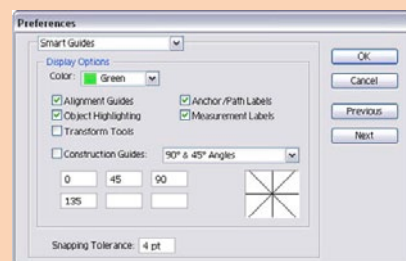 Preferences
Smart Guides
OK
Display Options
Color: Green
Cancel
Alignment Guides Anchor/Path Labels
Previous
Object Highlighting Measurement Labels
Transform Tools
Next
Construction Guides: 90° & 45° Angles
0 45 90
135
Snapping Tolerance: 4 pt